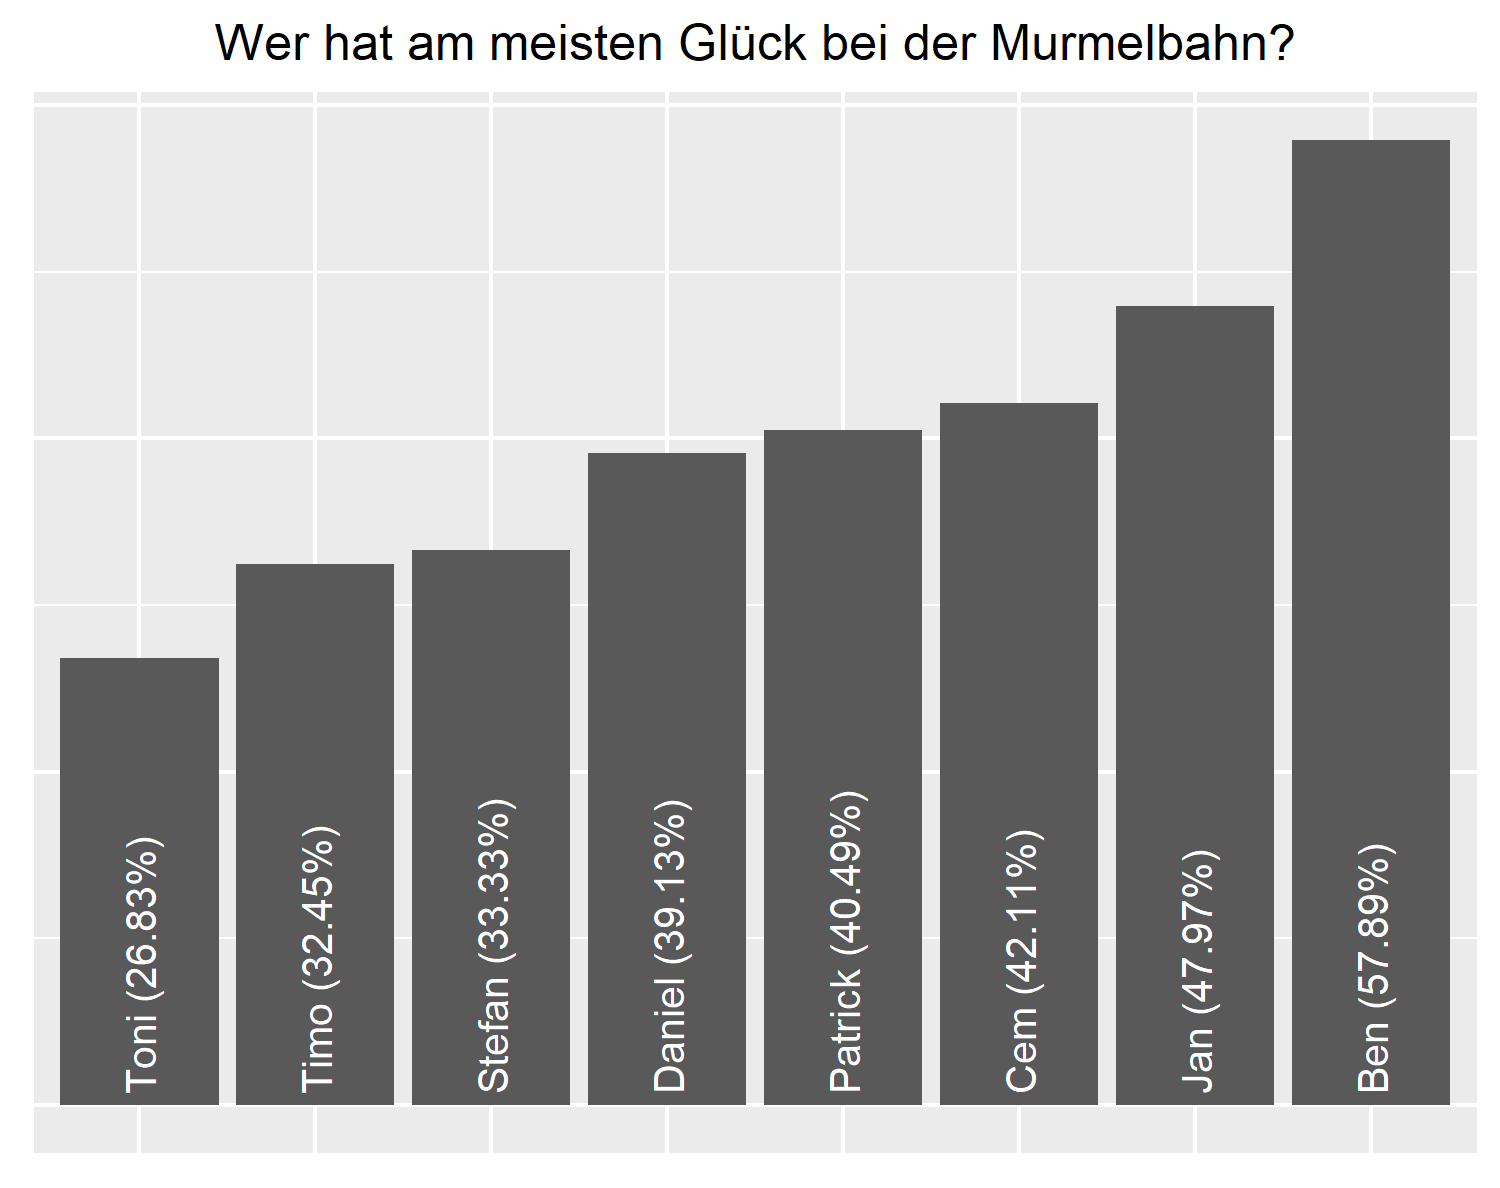 Wer hat am meisten Glück bei der Murmelbahn?
Toni (26.83%)
Timo (32.45%)
Stefan (33.33%)
Daniel (39.13%)
Patrick (40.49%)
Cem (42.11%)
Jan (47.97%)
Ben (57.89%)